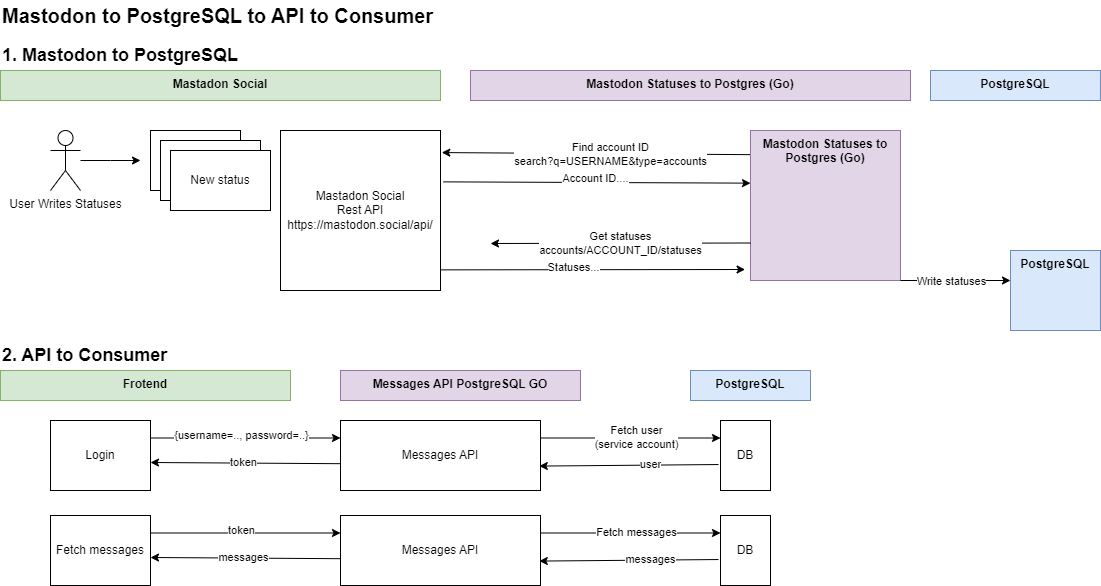 Mastodon to PostgreSQL to API to Consumer
1. Mastodon to PostgreSQL
Mastadon Social
Mastodon Statuses to Postgres (Go)
PostgreSQL
User Writes Statuses
New status
Mastadon Social
Rest API
https://mastodon.social/api/
Find account ID
search?q=USERNAME&type=accounts
Account ID....
Get statuses
accounts/ACCOUNT_ID/statuses
Statuses...
Mastodon Statuses to
Postgres (Go)
Write statuses
PostgreSQL
2. API to Consumer
Frotend
Messages API PostgreSQL GO
PostgreSQL
Login
{username=.., password=..}
token
Messages API
Fetch user
(service account)
user
DB
Fetch messages
token
messages
Messages API
Fetch messages
messages
DB